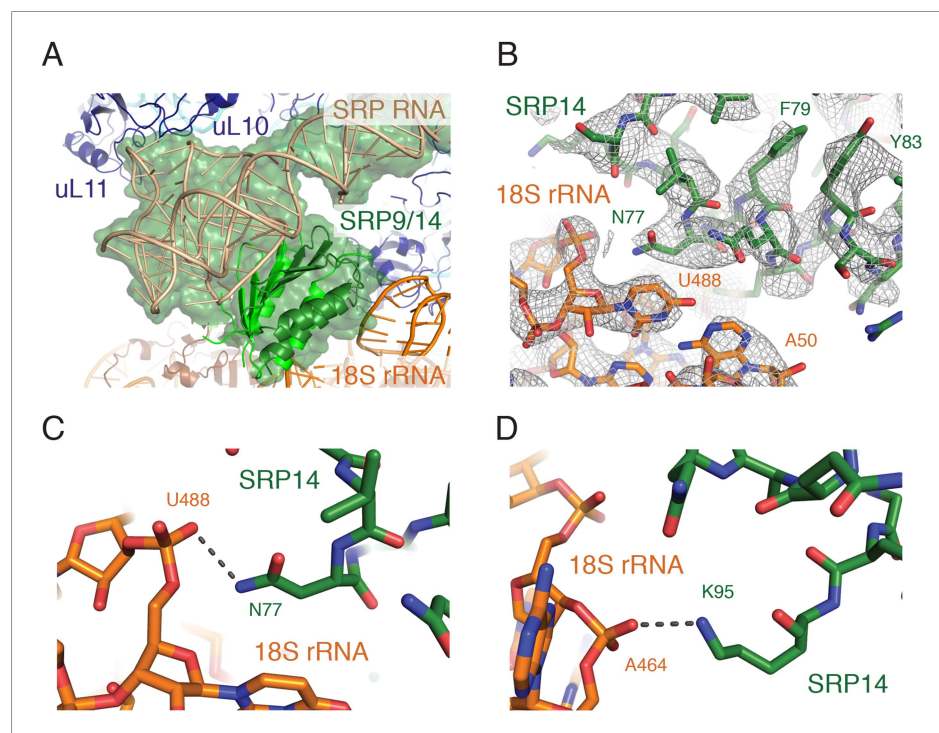 A
uL10
SRP RNA
uL11
SRP9/14
18S rRNA
B
SRP14
F79
Y83
18S rRNA
N77
U488
A50
C
U488
SRP14
N77
18S rRNA
D
18S rRNA
K95
A464
SRP14